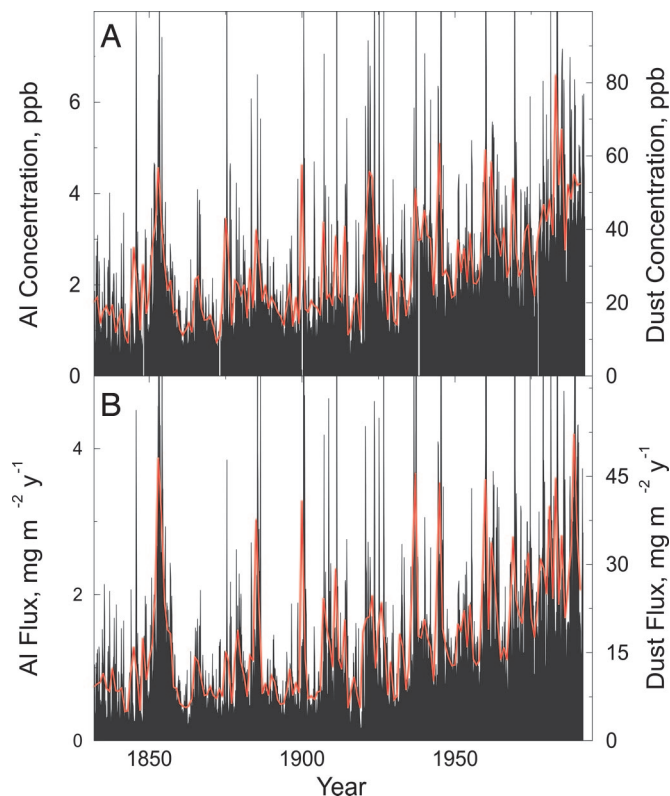 A
Al Concentration, ppb
6
4
2
0
Dust Concentration, ppb
80
60
40
20
0
B
Al Flux, mg m -2 y-1
4
2
0
Dust Flux, mg m -2 y-1
45
30
15
0
1850
1900
1950
Year